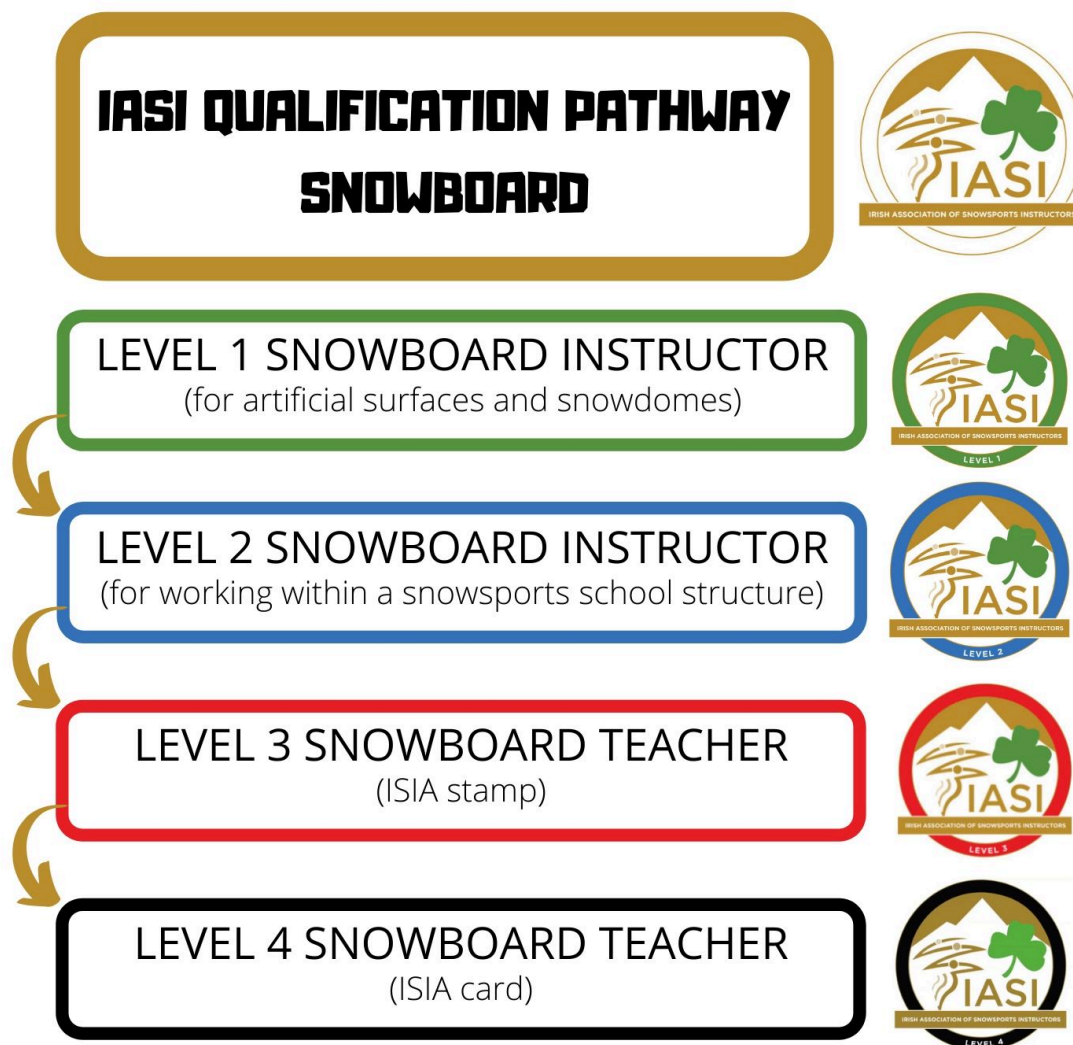 IASI QUALIFICATION PATHWAY
SNOWBOARD
IASI
IRISH ASSOCIATION OF SNOWSPORTS INSTRUCTORS
LEVEL 1 SNOWBOARD INSTRUCTOR
(for artificial surfaces and snowdomes)
IASI
IRISH ASSOCIATION OF SNOWSPORTS INSTRUCTORS
LEVEL 1
LEVEL 2 SNOWBOARD INSTRUCTOR
(for working within a snowsports school structure)
IASI
IRISH ASSOCIATION OF SNOWSPORTS INSTRUCTORS
LEVEL 2
LEVEL 3 SNOWBOARD TEACHER
(ISIA stamp)
IASI
IRISH ASSOCIATION OF SNOWSPORTS INSTRUCTORS
LEVEL 3
LEVEL 4 SNOWBOARD TEACHER
(ISIA card)
IASI
IRISH ASSOCIATION OF SNOWSPORTS INSTRUCTORS
LEVEL 4